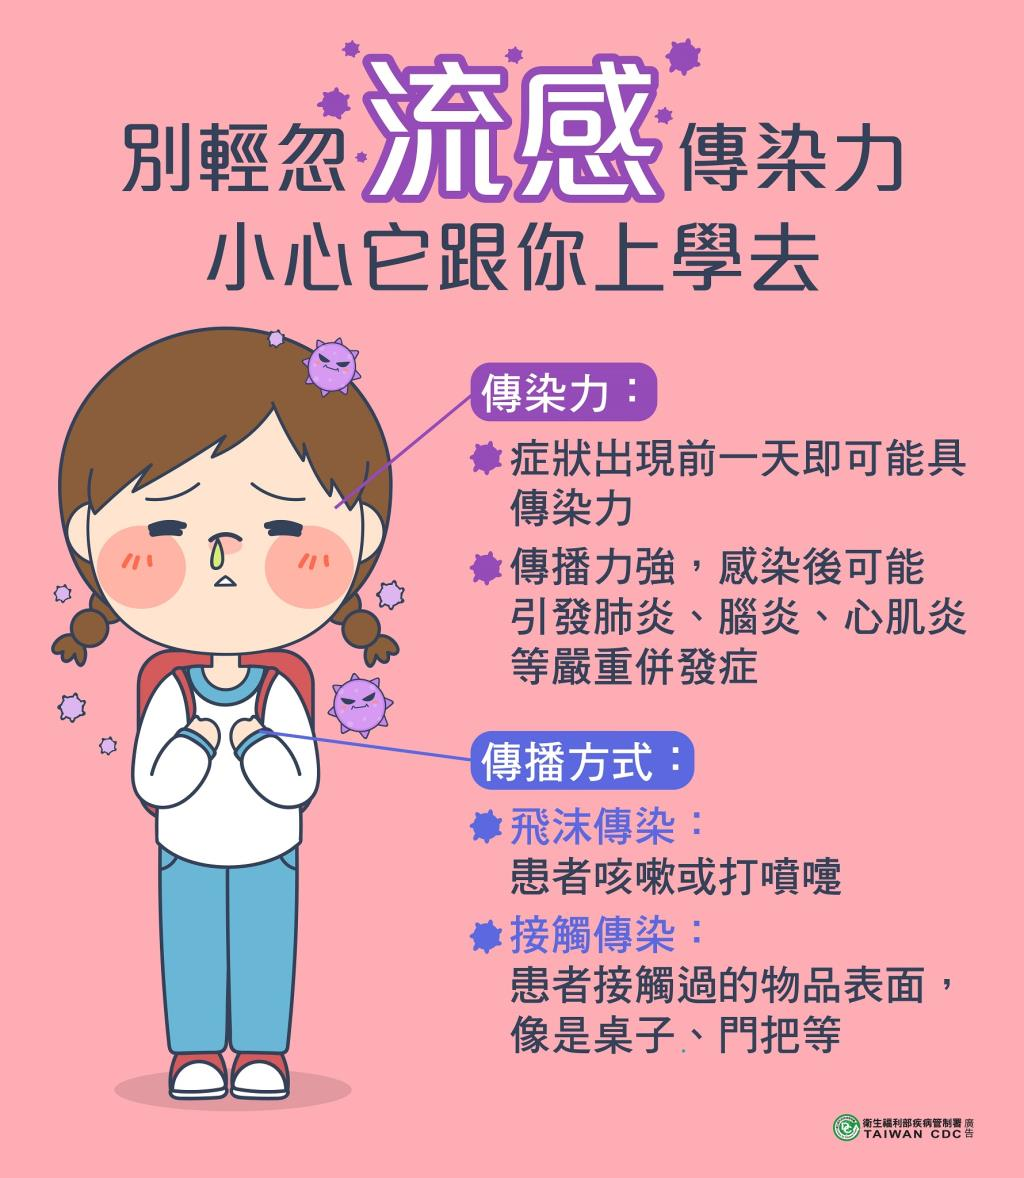 別輕忽流感傳染力
小心它跟你上學去
傳染力：
症狀出現前一天即可能具
傳染力
傳播力強，感染後可能
引發肺炎、腦炎、心肌炎
等嚴重併發症
傳播方式：
飛沫傳染：
患者咳嗽或打噴嚏
接觸傳染：
患者接觸過的物品表面，
像是桌子、門把等
衛生福利部疾病管制署 廣告
TAIWAN CDC